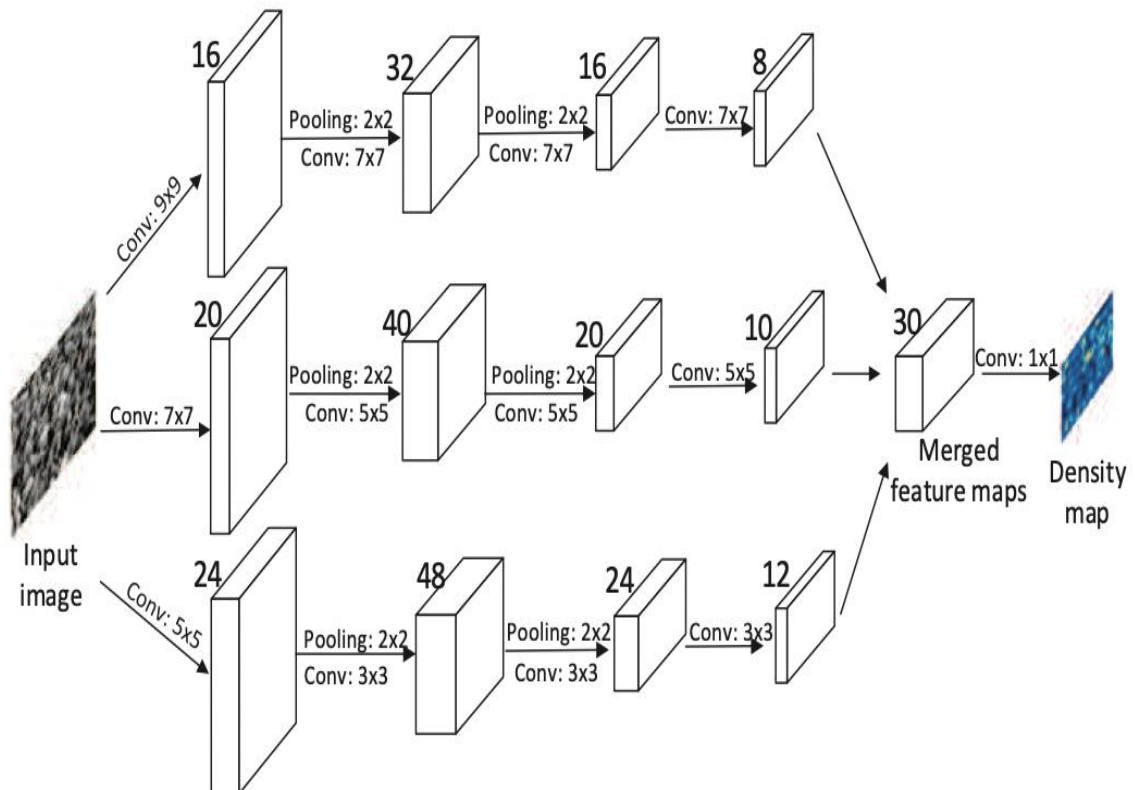 16
32
16
8
Pooling: 2x2
Conv: 7x7
Pooling: 2x2
Conv: 7x7
Conv: 7x7
Conv: 9x9
20
40
20
10
30
Conv: 7x7
Pooling: 2x2
Conv: 5x5
Pooling: 2x2
Conv: 5x5
Conv: 5x5
Conv: 1x1
Merged
feature maps
Density
map
Input
image
24
48
24
12
Conv: 5x5
Pooling: 2x2
Conv: 3x3
Pooling: 2x2
Conv: 3x3
Conv: 3x3